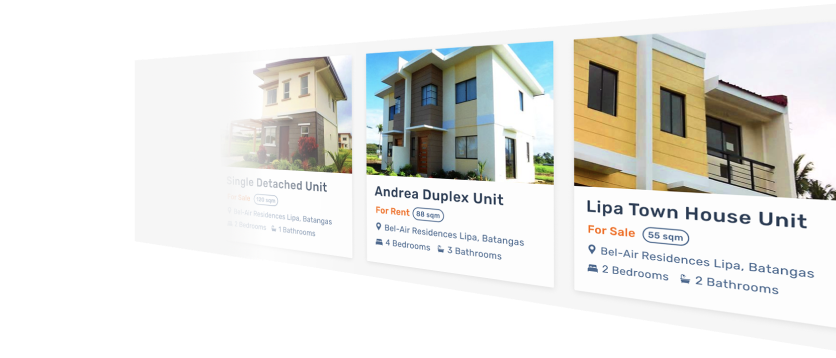 Single Detached Unit
For Sale 120 sqm
Bel-Air Residences Lipa, Batangas
Bedrooms 1 Bathrooms
Andrea Duplex Unit
For Rent 88 sqm
Bel-Air Residences Lipa, Batangas
4 Bedrooms 3 Bathrooms
Lipa Town House Unit
For Sale 55 sqm
Bel-Air Residences Lipa, Batangas
2 Bedrooms 2 Bathrooms